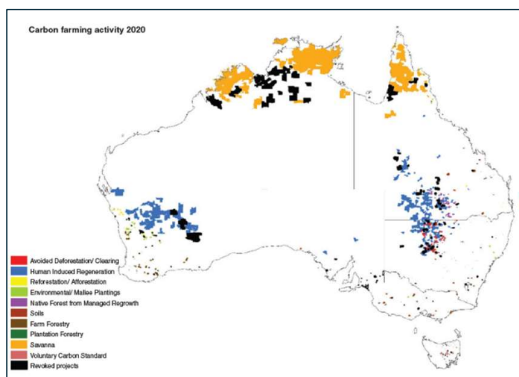 Carbon farming activity 2020
Avoided Deforestation/ Clearing
Human Induced Regeneration
Reforestation/ Afforestation
Environmental/ Mallee Plantings
Native Forest from Managed Regrowth
Soils
Farm Forestry
Plantation Forestry
Savanna
Voluntary Carbon Standard
Revoked projects